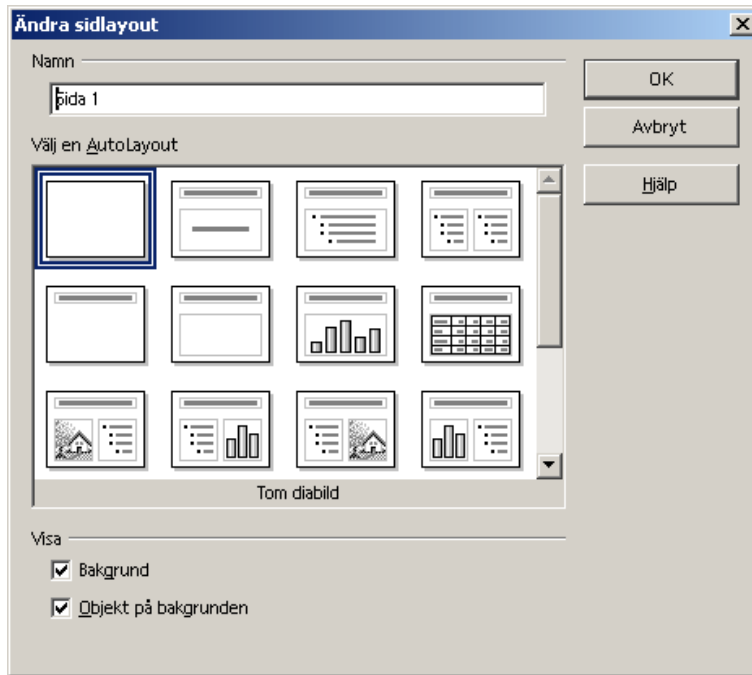 Ändra sidlayout
Namn
Sida 1
OK
Avbryt
Hjälp
Välj en AutoLayout
Tom diabild
Visa
Bakgrund
Objekt på bakgrunden